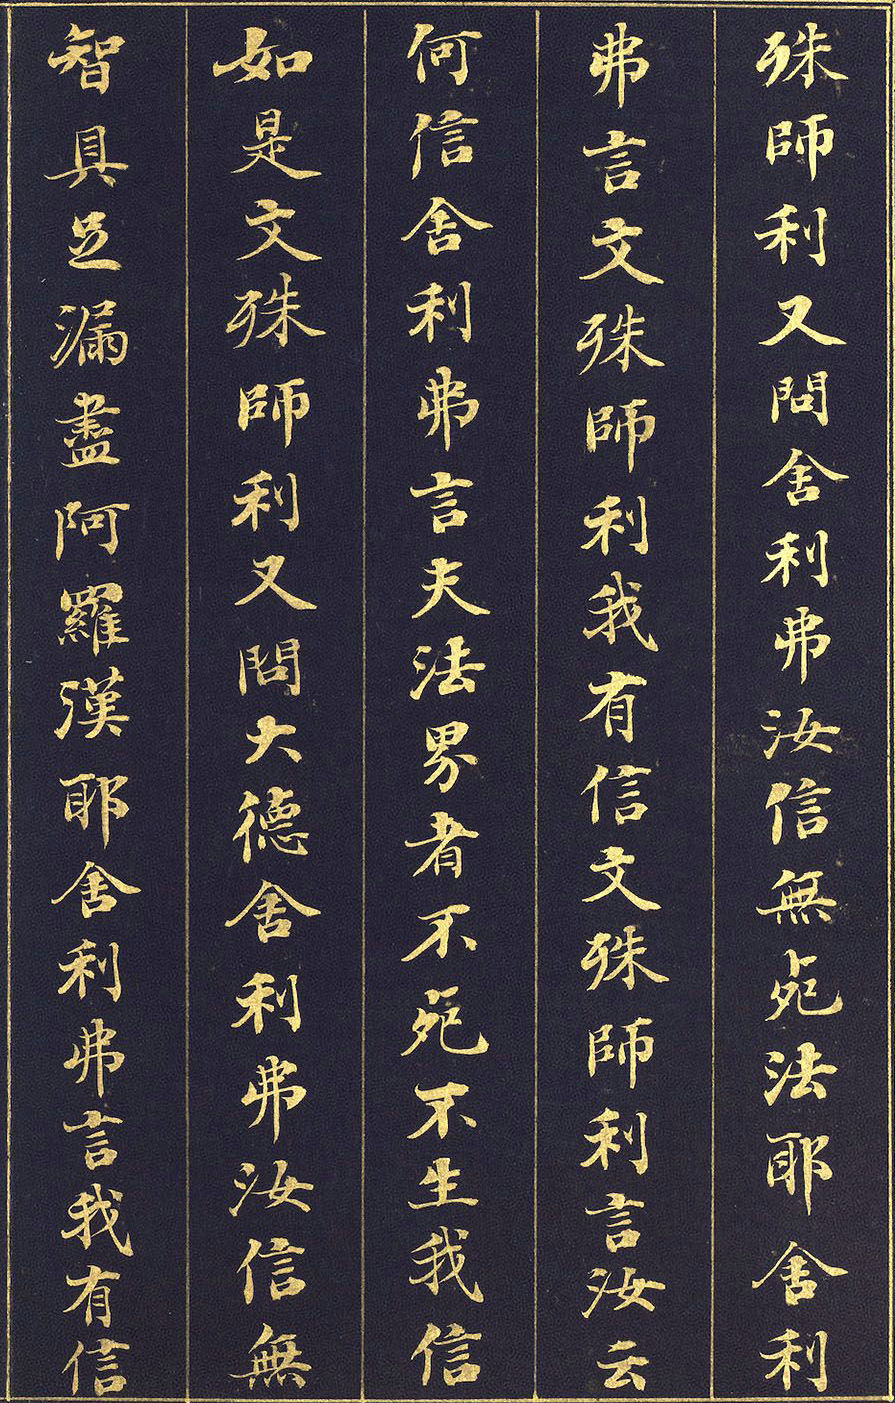 殊師利又問舍利弗汝信無死法耶舍利
弗言文殊師利我有信文殊師利言汝云
何信舍利弗言夫法界者不死不生我信
如是文殊師利又問大德舍利弗汝信無
智具足漏盡阿羅漢耶舍利弗言我有信